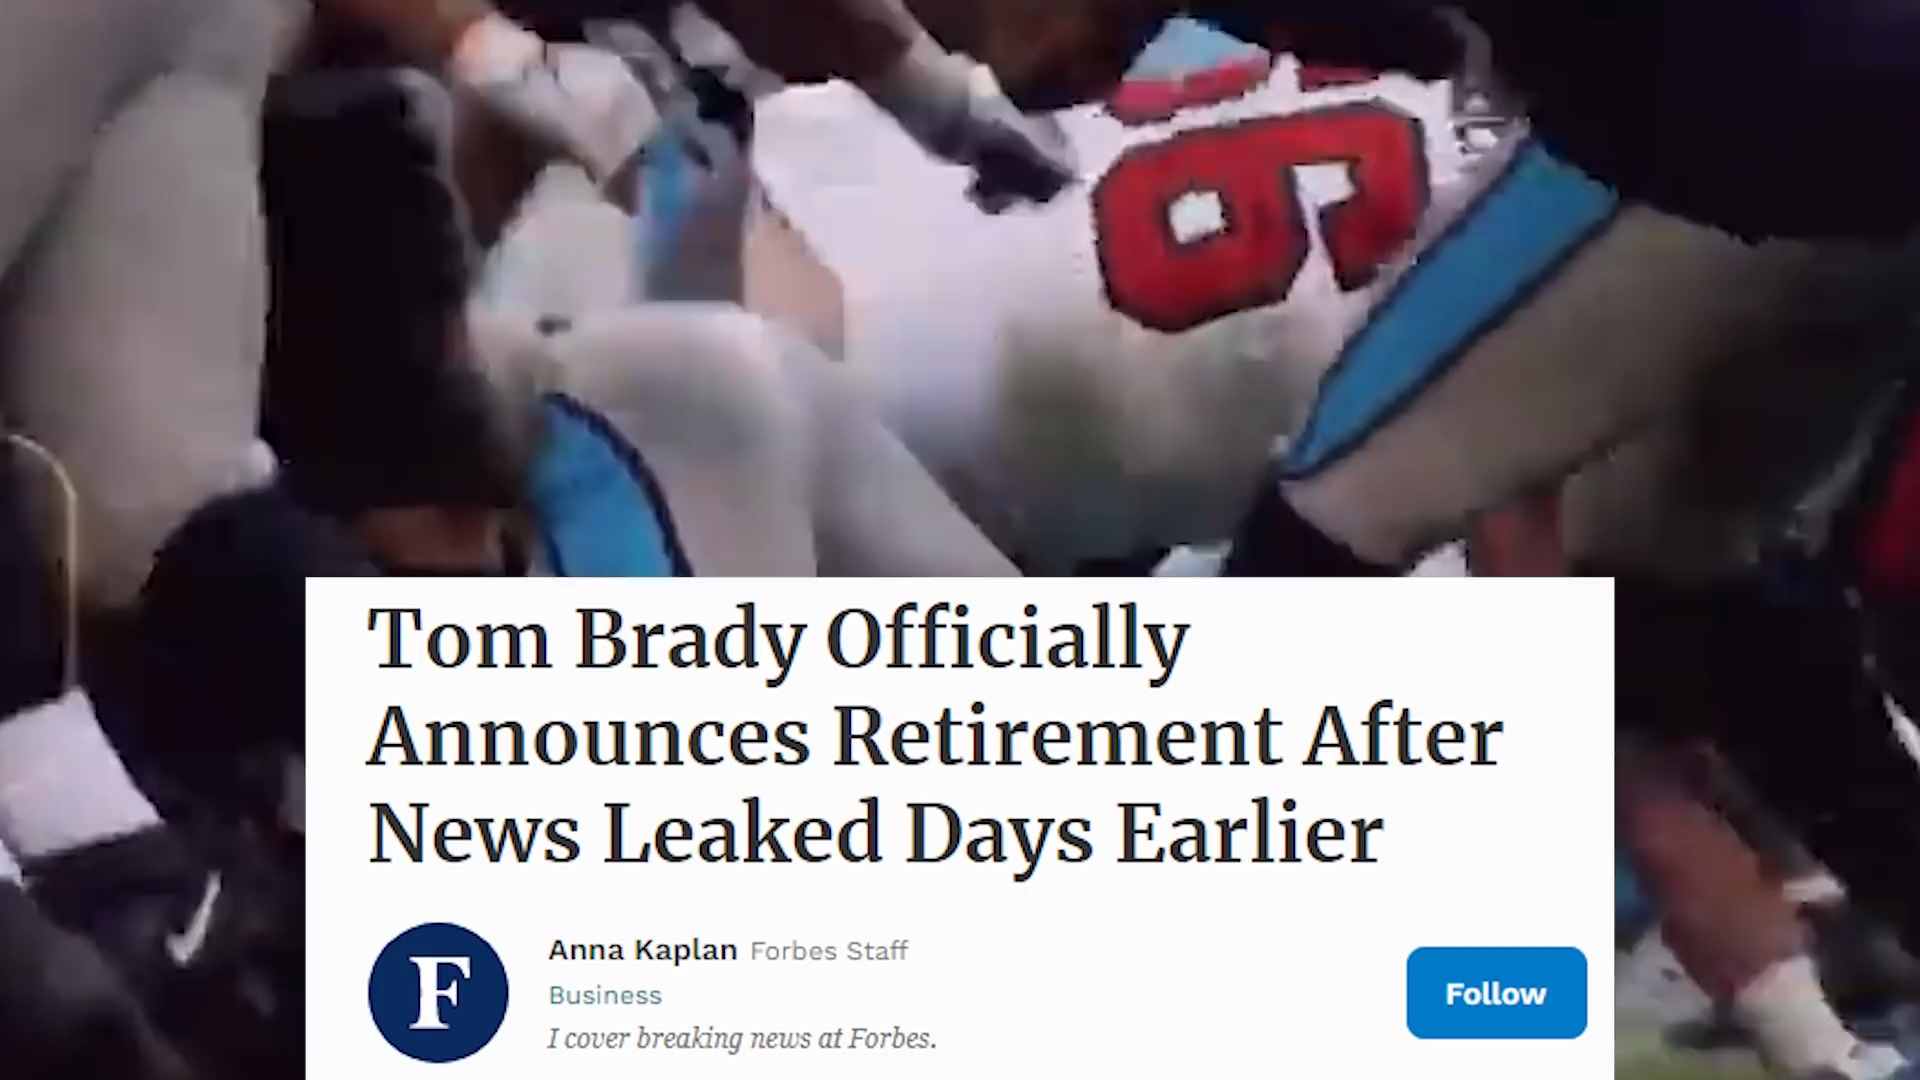 6
Tom Brady Officially
Announces Retirement After
News Leaked Days Earlier
F
Anna Kaplan Forbes Staff
Business
I cover breaking news at Forbes.
Follow